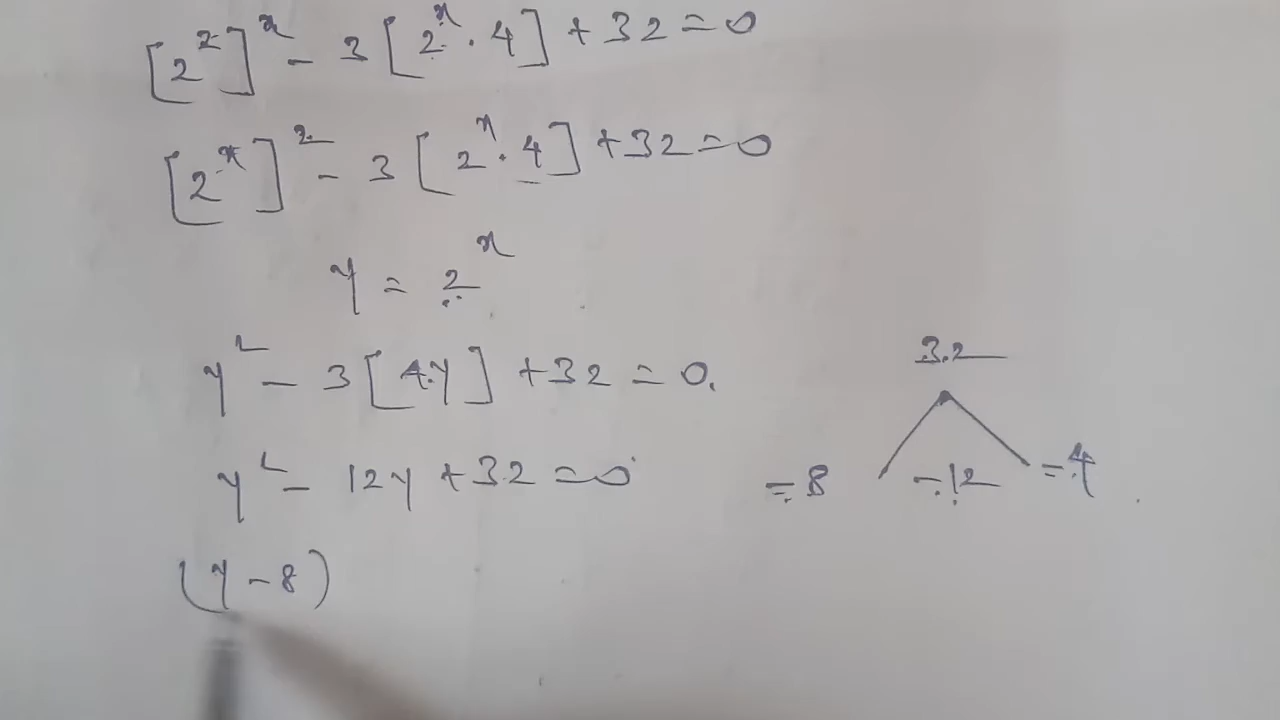 [2^2]^x - 3[2^x · 4] + 32 = 0
[2^x]^2 - 3[2^x · 4] + 32 = 0
y = 2^x
y^2 - 3[4.y] + 32 = 0.
y^2 - 12y + 32 = 0
(y - 8)
32
-8 -12 -4